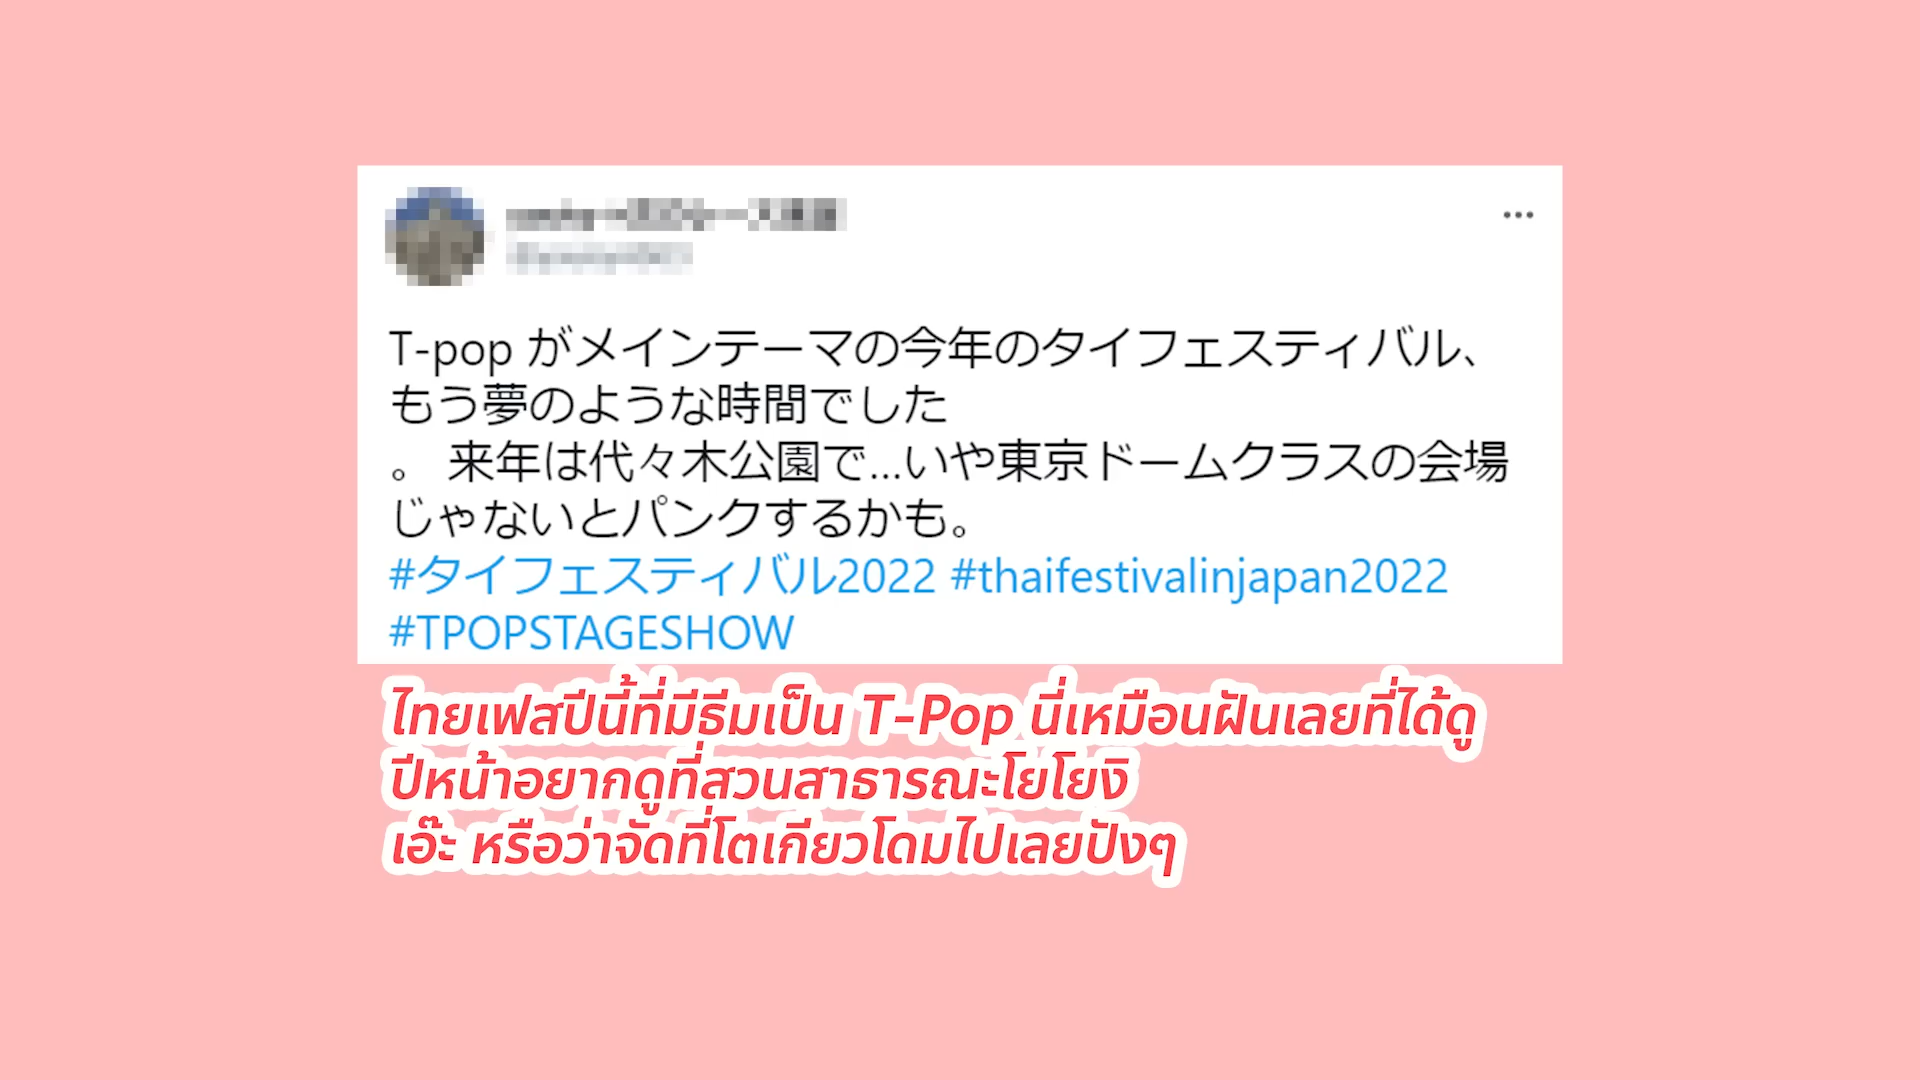 T-pop がメインテーマの今年のタイフェスティバル、
もう夢のような時間でした
。 来年は代々木公園で...いや東京ドームクラスの会場
じゃないとパンクするかも。
#タイフェスティバル2022 #thaifestivalinjapan2022
#TPOPSTAGESHOW
ไทยเฟสปีนี้ที่มีธีมเป็น T-Pop นี่เหมือนฝันเลยที่ได้ดู
ปีหน้าอยากดูที่สวนสาธารณะโยโยงิ
เอ๊ะ หรือว่าจัดที่โตเกียวโดมไปเลยปังๆ